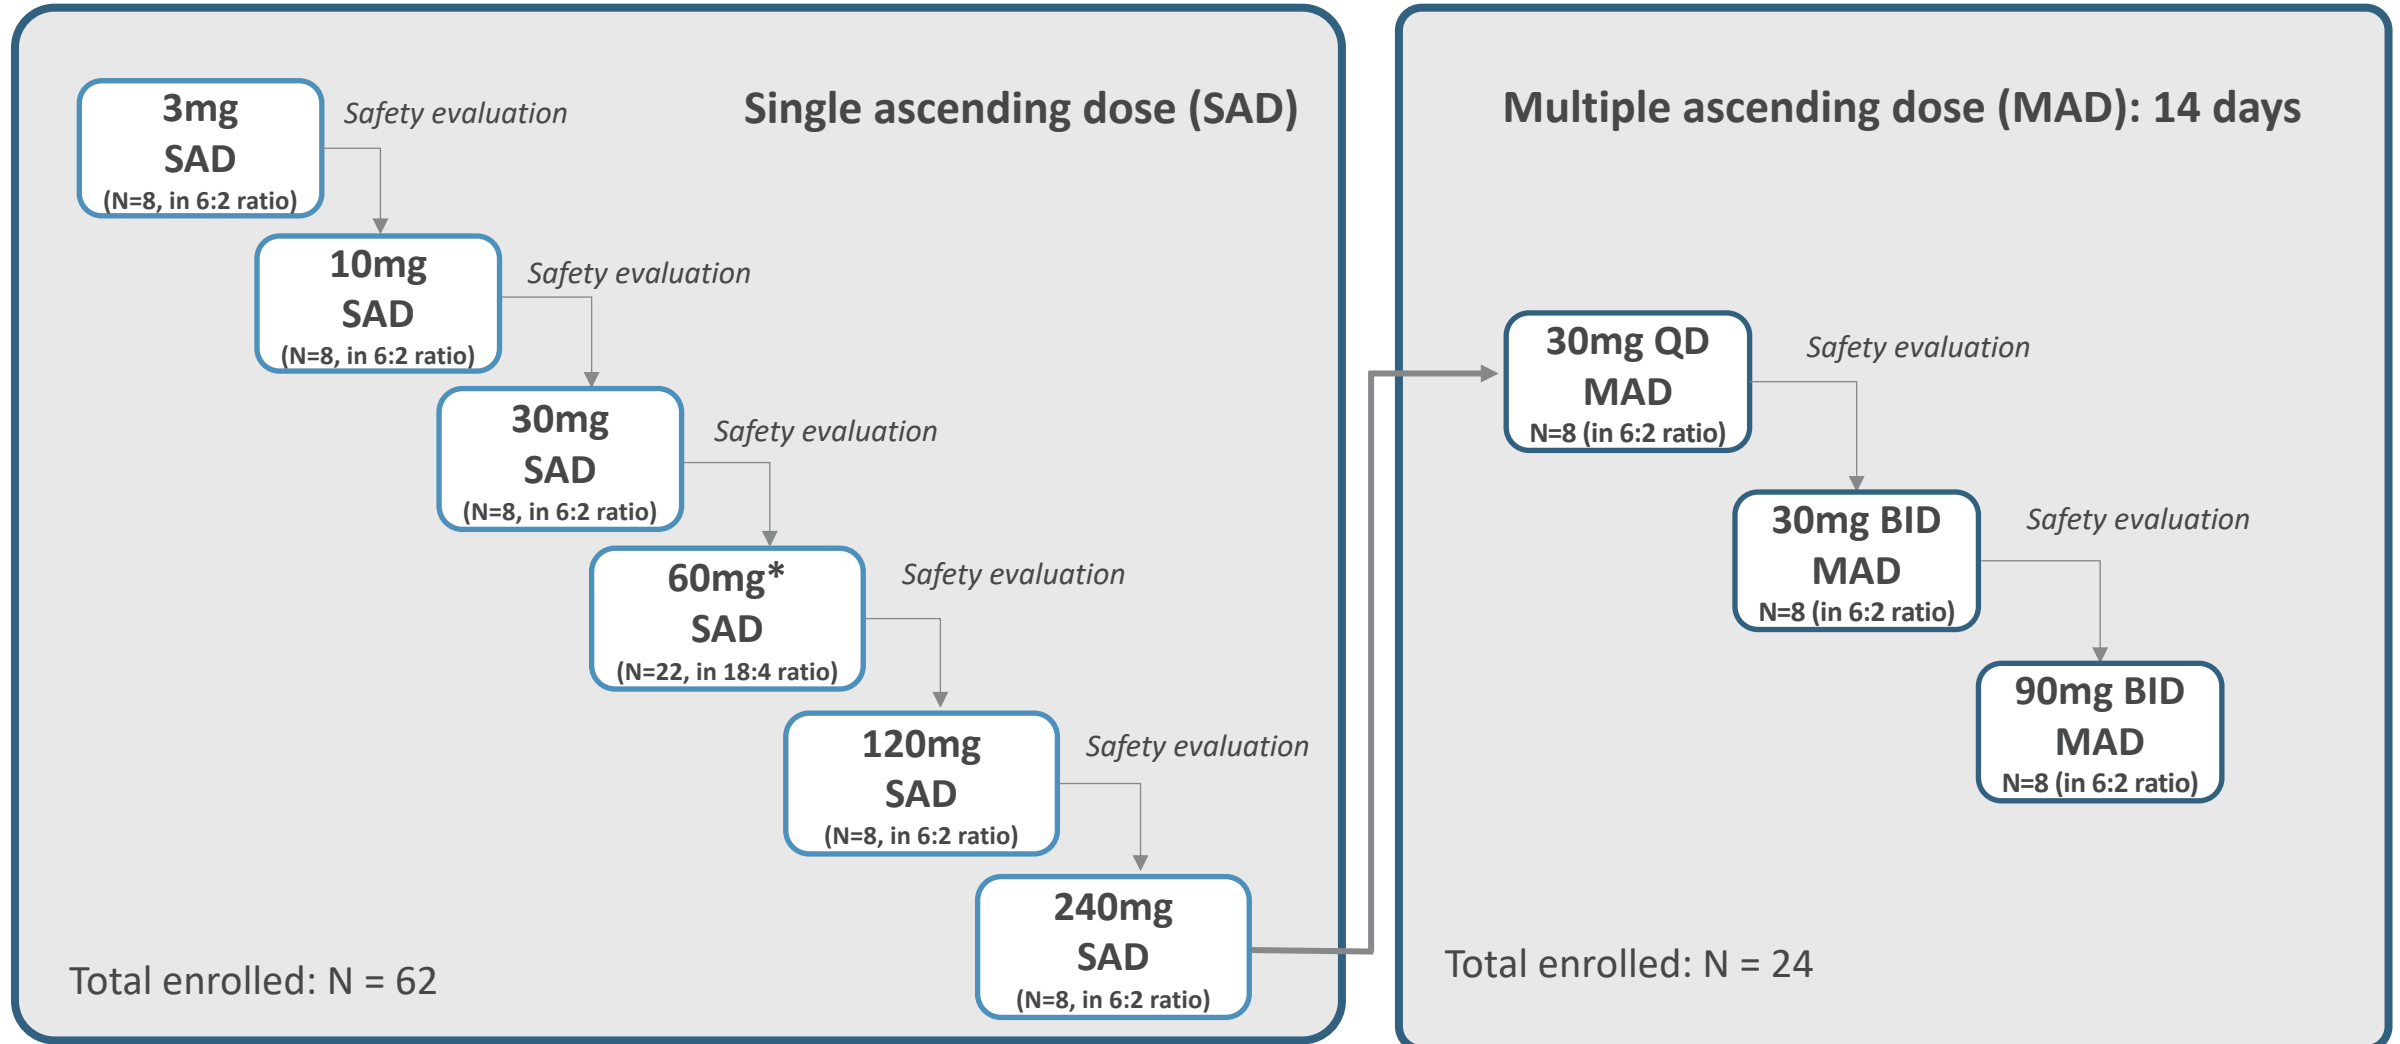 Single ascending dose (SAD)
3mg
SAD
(N=8, in 6:2 ratio)
Safety evaluation
10mg
SAD
(N=8, in 6:2 ratio)
Safety evaluation
30mg
SAD
(N=8, in 6:2 ratio)
Safety evaluation
60mg*
SAD
(N=22, in 18:4 ratio)
Safety evaluation
120mg
SAD
(N=8, in 6:2 ratio)
Safety evaluation
240mg
SAD
(N=8, in 6:2 ratio)
Total enrolled: N = 62
Multiple ascending dose (MAD): 14 days
30mg QD
MAD
N=8 (in 6:2 ratio)
Safety evaluation
30mg BID
MAD
N=8 (in 6:2 ratio)
Safety evaluation
90mg BID
MAD
N=8 (in 6:2 ratio)
Total enrolled: N = 24